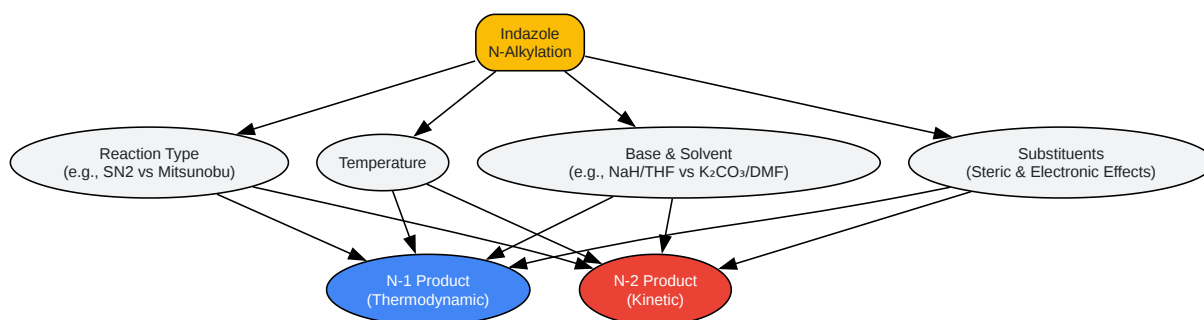 Indazole
N-Alkylation
Reaction Type
(e.g., SN2 vs Mitsunobu)
Temperature
Base & Solvent
(e.g., NaH/THF vs K₂CO₃/DMF)
Substituents
(Steric & Electronic Effects)
N-1 Product
(Thermodynamic)
N-2 Product
(Kinetic)